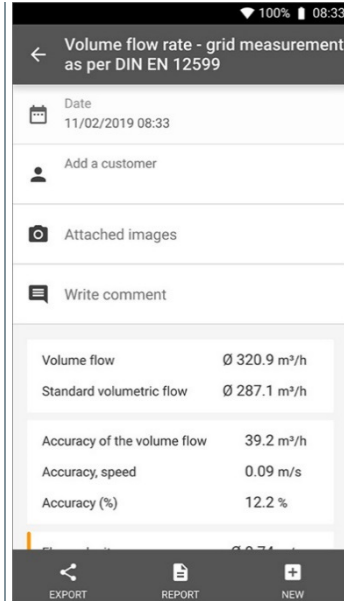 100% 08:33
Volume flow rate - grid measurement
as per DIN EN 12599
Date
11/02/2019 08:33
Add a customer
Attached images
Write comment
Volume flow Ø 320.9 m³/h
Standard volumetric flow Ø 287.1 m³/h
Accuracy of the volume flow 39.2 m³/h
Accuracy, speed 0.09 m/s
Accuracy (%) 12.2 %
EXPORT REPORT NEW